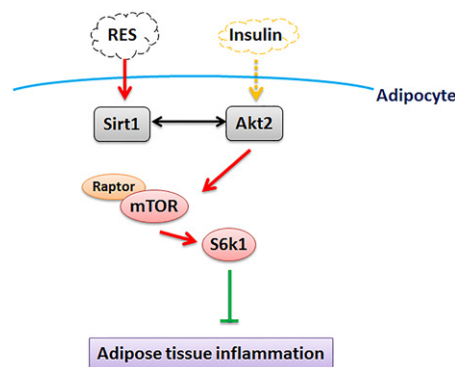 RES
Insulin
Adipocyte
Sirt1
Akt2
Raptor
mTOR
S6k1
Adipose tissue inflammation